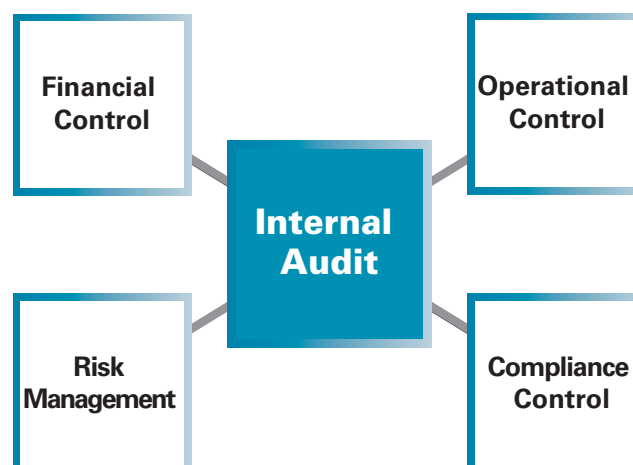 Financial
Control
Operational
Control
Internal
Audit
Risk
Management
Compliance
Control